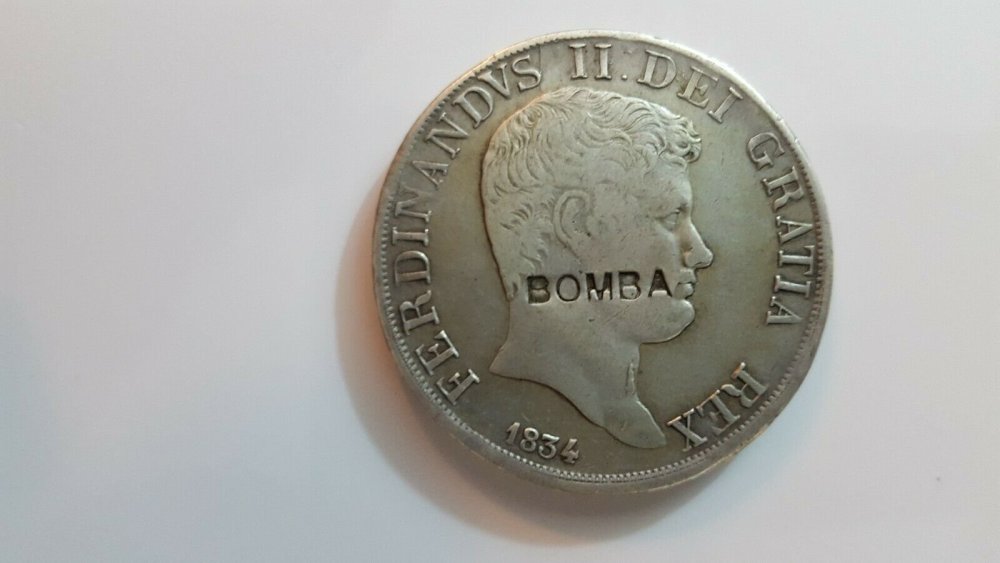 FERDINANDVS II. DEI GRATIA REX
BOMBA
1834